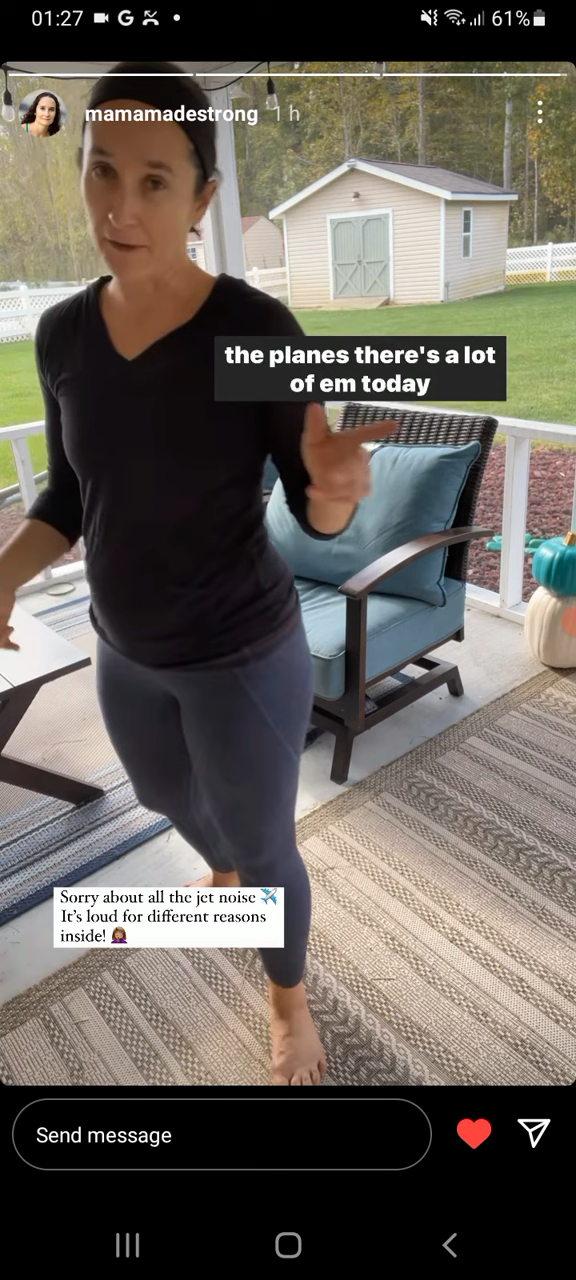 01:27 G 61%
mamamadestrong 1 h
the planes there's a lot
of em today
Sorry about all the jet noise ✈️
It's loud for different reasons
inside! 🤦🏽‍♀️
Send message